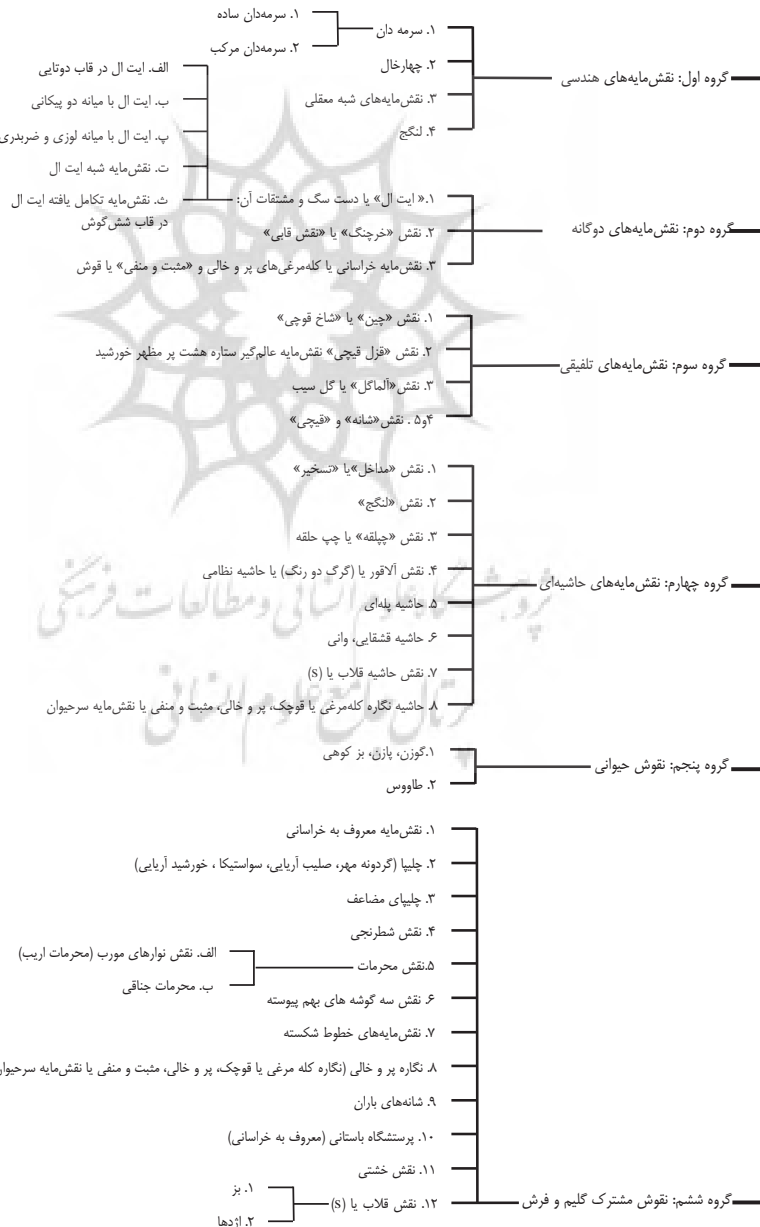 گروه اول: نقش‌مایه‌های هندسی
۱. سرمه دان
۱. سرمه‌دان ساده
۲. سرمه‌دان مرکب
۲. چهارخال
۳. نقش‌مایه‌های شبه معقلی
۴. لنگج
گروه دوم: نقش‌مایه‌های دوگانه
۱.« ایت ال» یا دست سگ و مشتقات آن:
الف. ایت ال در قاب دوتایی
ب. ایت ال با میانه دو پیکانی
پ. ایت ال با میانه لوزی و ضربدری
ت. نقش‌مایه شبه ایت ال
ث. نقش‌مایه تکامل یافته ایت ال
در قاب شش‌گوش
۲. نقش «خرچنگ» یا «نقش قابی»
۳. نقش‌مایه خراسانی یا کله‌مرغی‌های پر و خالی و «مثبت و منفی» یا قوش
گروه سوم: نقش‌مایه‌های تلفیقی
۱. نقش «چین» یا «شاخ قوچی»
۲. نقش «قزل قیچی» نقش‌مایه عالم‌گیر ستاره هشت پر مظهر خورشید
۳. نقش«آلماگل» یا گل سیب
۴و۵ . نقش«شانه» و «قیچی»
گروه چهارم: نقش‌مایه‌های حاشیه‌ای
۱. نقش «مداخل»یا «تسخیر»
۲. نقش «لنگج»
۳. نقش «چپلقه» یا چپ حلقه
۴. نقش آلاقور یا (گرگ دو رنگ) یا حاشیه نظامی
۵. حاشیه پله‌ای
۶. حاشیه قشقایی، وانی
۷. نقش حاشیه قلاب یا (s)
۸. حاشیه نگاره کله‌مرغی یا قوچک، پر و خالی، مثبت و منفی یا نقش‌مایه سرحیوان
پژوهشگاه علوم انسانی و مطالعات فرهنگی
پرتال جامع علوم انسانی
گروه پنجم: نقوش حیوانی
۱.گوزن، پازن، بز کوهی
۲. طاووس
گروه ششم: نقوش مشترک گلیم و فرش
۱. نقش‌مایه معروف به خراسانی
۲. چلیپا (گردونه مهر، صلیب آریایی، سواستیکا ، خورشید آریایی)
۳. چلیپای مضاعف
۴. نقش شطرنجی
۵.نقش محرمات
الف. نقش نوارهای مورب (محرمات اریب)
ب. محرمات جناقی
۶. نقش سه گوشه های بهم پیوسته
۷. نقش‌مایه‌های خطوط شکسته
۸. نگاره پر و خالی (نگاره کله مرغی یا قوچک، پر و خالی، مثبت و منفی یا نقش‌مایه سرحیوان
۹. شانه‌های باران
۱۰. پرستشگاه باستانی (معروف به خراسانی)
۱۱. نقش خشتی
۱۲. نقش قلاب یا (s)
۱. بز
۲. اژدها